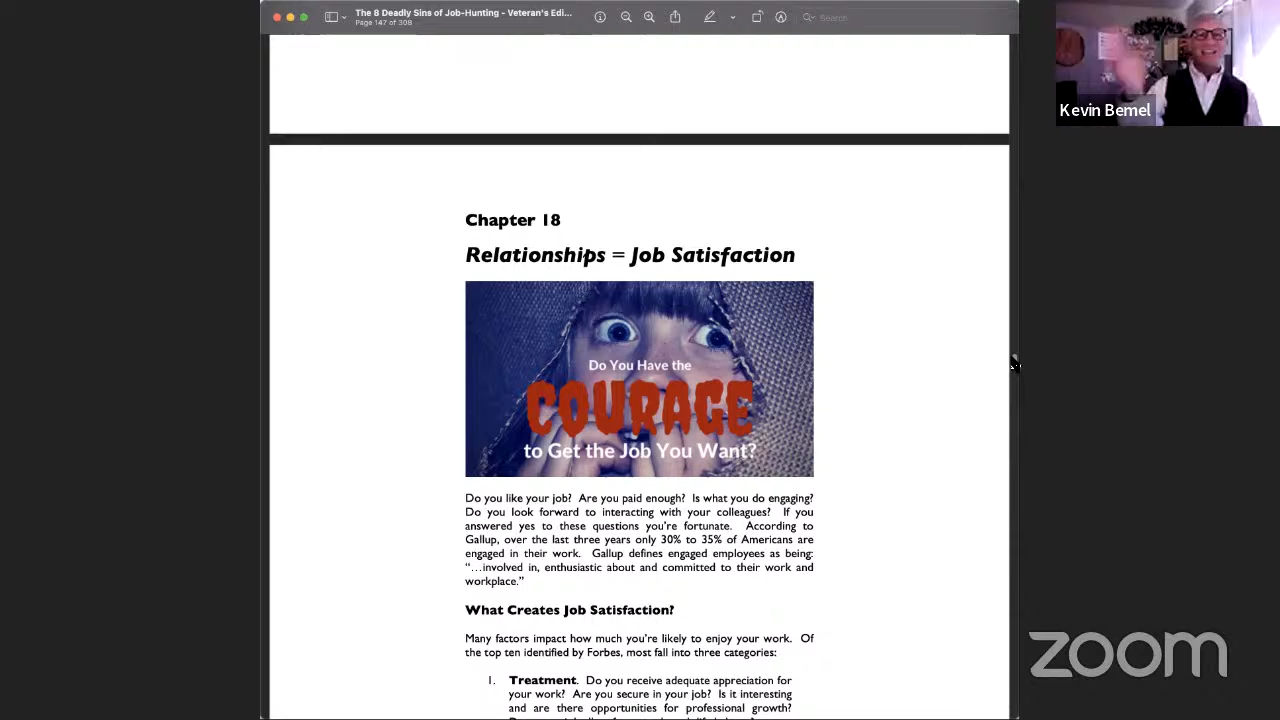 The 8 Deadly Sins of Job-Hunting - Veteran's Edi...
Page 147 of 308
Search
Kevin Bemel
Chapter 18
Relationships = Job Satisfaction
Do You Have the
COURAGE
to Get the Job You Want?
Do you like your job? Are you paid enough? Is what you do engaging?
Do you look forward to interacting with your colleagues? If you
answered yes to these questions you're fortunate. According to
Gallup, over the last three years only 30% to 35% of Americans are
engaged in their work. Gallup defines engaged employees as being:
"…involved in, enthusiastic about and committed to their work and
workplace."
What Creates Job Satisfaction?
Many factors impact how much you're likely to enjoy your work. Of
the top ten identified by Forbes, most fall into three categories:
1. Treatment. Do you receive adequate appreciation for
your work? Are you secure in your job? Is it interesting
and are there opportunities for professional growth?
zoom